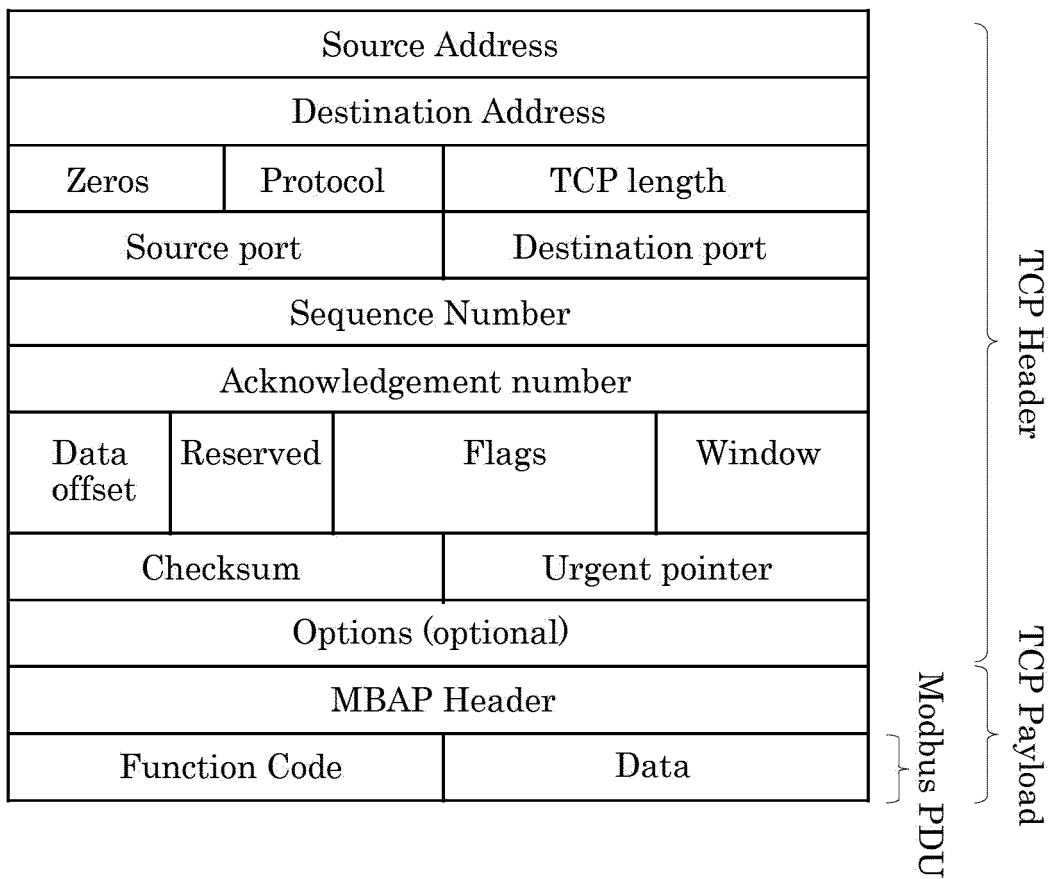 Source Address
Destination Address
Zeros
Protocol
TCP length
Source port
Destination port
Sequence Number
Acknowledgement number
Data
offset
Reserved
Flags
Window
Checksum
Urgent pointer
Options (optional)
MBAP Header
Function Code
Data
TCP Header
TCP Payload
Modbus PDU